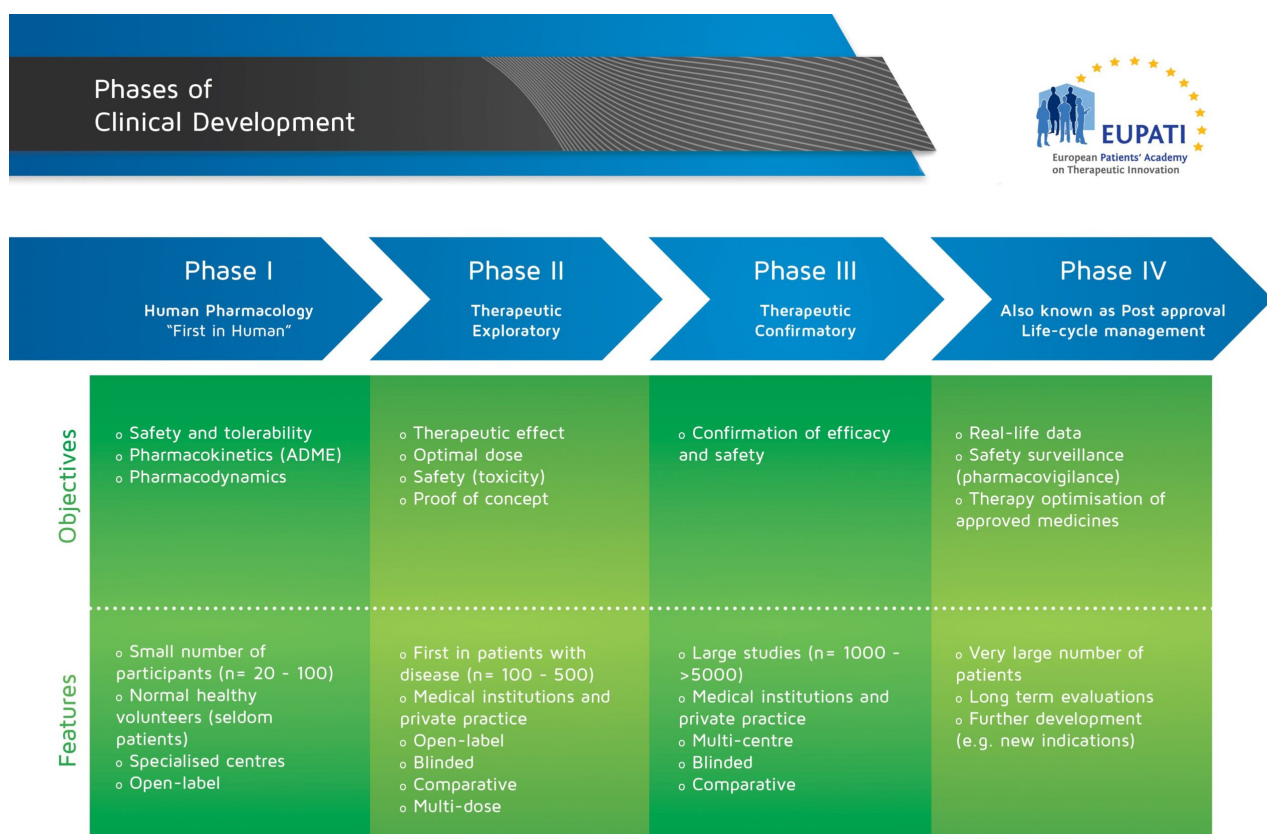 Phases of
Clinical Development
EUPATI
European Patients' Academy
on Therapeutic Innovation
Phase I
Human Pharmacology
"First in Human"
Phase II
Therapeutic
Exploratory
Phase III
Therapeutic
Confirmatory
Phase IV
Also known as Post approval
Life-cycle management
Objectives
o Safety and tolerability
o Pharmacokinetics (ADME)
o Pharmacodynamics
o Therapeutic effect
o Optimal dose
o Safety (toxicity)
o Proof of concept
o Confirmation of efficacy
and safety
o Real-life data
o Safety surveillance
(pharmacovigilance)
o Therapy optimisation of
approved medicines
Features
o Small number of
participants (n= 20 - 100)
o Normal healthy
volunteers (seldom
patients)
o Specialised centres
o Open-label
o First in patients with
disease (n= 100 - 500)
o Medical institutions and
private practice
o Open-label
o Blinded
o Comparative
o Multi-dose
o Large studies (n= 1000 -
>5000)
o Medical institutions and
private practice
o Multi-centre
o Blinded
o Comparative
o Very large number of
patients
o Long term evaluations
o Further development
(e.g. new indications)